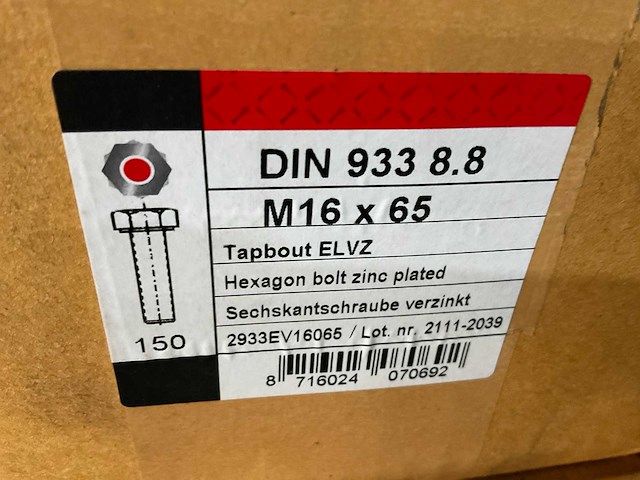 DIN 933 8.8
M16 x 65
Tapbout ELVZ
Hexagon bolt zinc plated
Sechskantschraube verzinkt
150
2933EV16065 / Lot. nr. 2111-2039
8 716024 070692